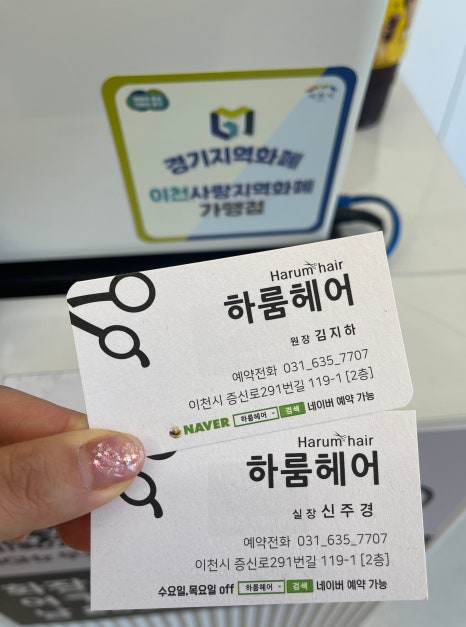 경기지역화폐
이천사랑지역화폐
가맹점
Harum hair
하룸헤어
원장 김지하
예약전화 031_635_7707
이천시 증신로291번길 119-1 [2층]
NAVER 하룸헤어 검색 네이버 예약 가능
Harum hair
하룸헤어
실장 신주경
예약전화 031_635_7707
이천시 증신로291번길 119-1 [2층]
수요일,목요일 off 하룸헤어 검색 네이버 예약 가능